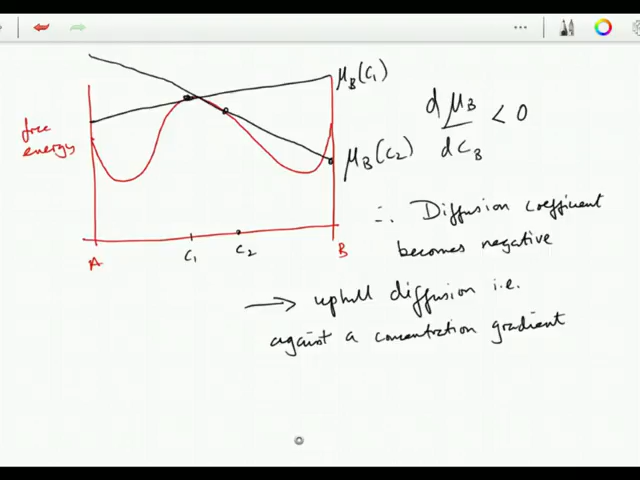 μB(C1)
free
energy
dμB
dCB
< 0
μB(C2)
∴ Diffusion coefficient
becomes negative
C1
C2
A
B
→ uphill diffusion i.e.
against a concentration gradient